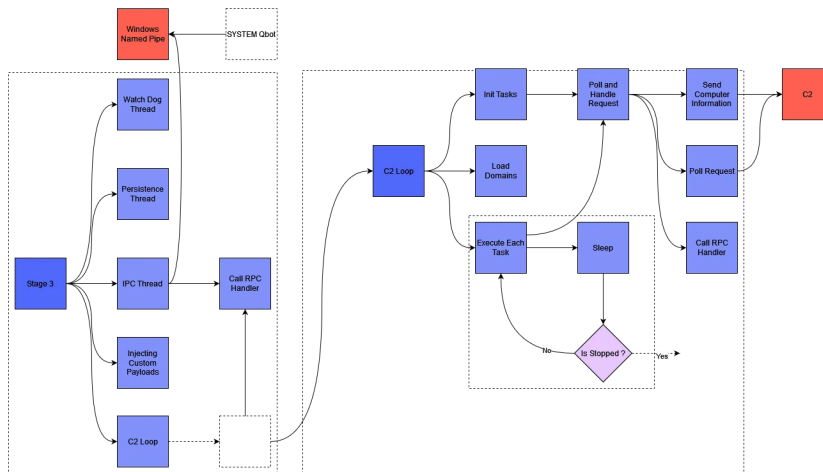 Windows
Named Pipe
SYSTEM Qbot
Watch Dog
Thread
Persistence
Thread
Stage 3
IPC Thread
Call RPC
Handler
Injecting
Custom
Payloads
C2 Loop
C2 Loop
Init Tasks
Load
Domains
Poll and
Handle
Request
Send
Computer
Information
C2
Poll Request
Call RPC
Handler
Execute Each
Task
Sleep
Is Stopped ?
No
Yes